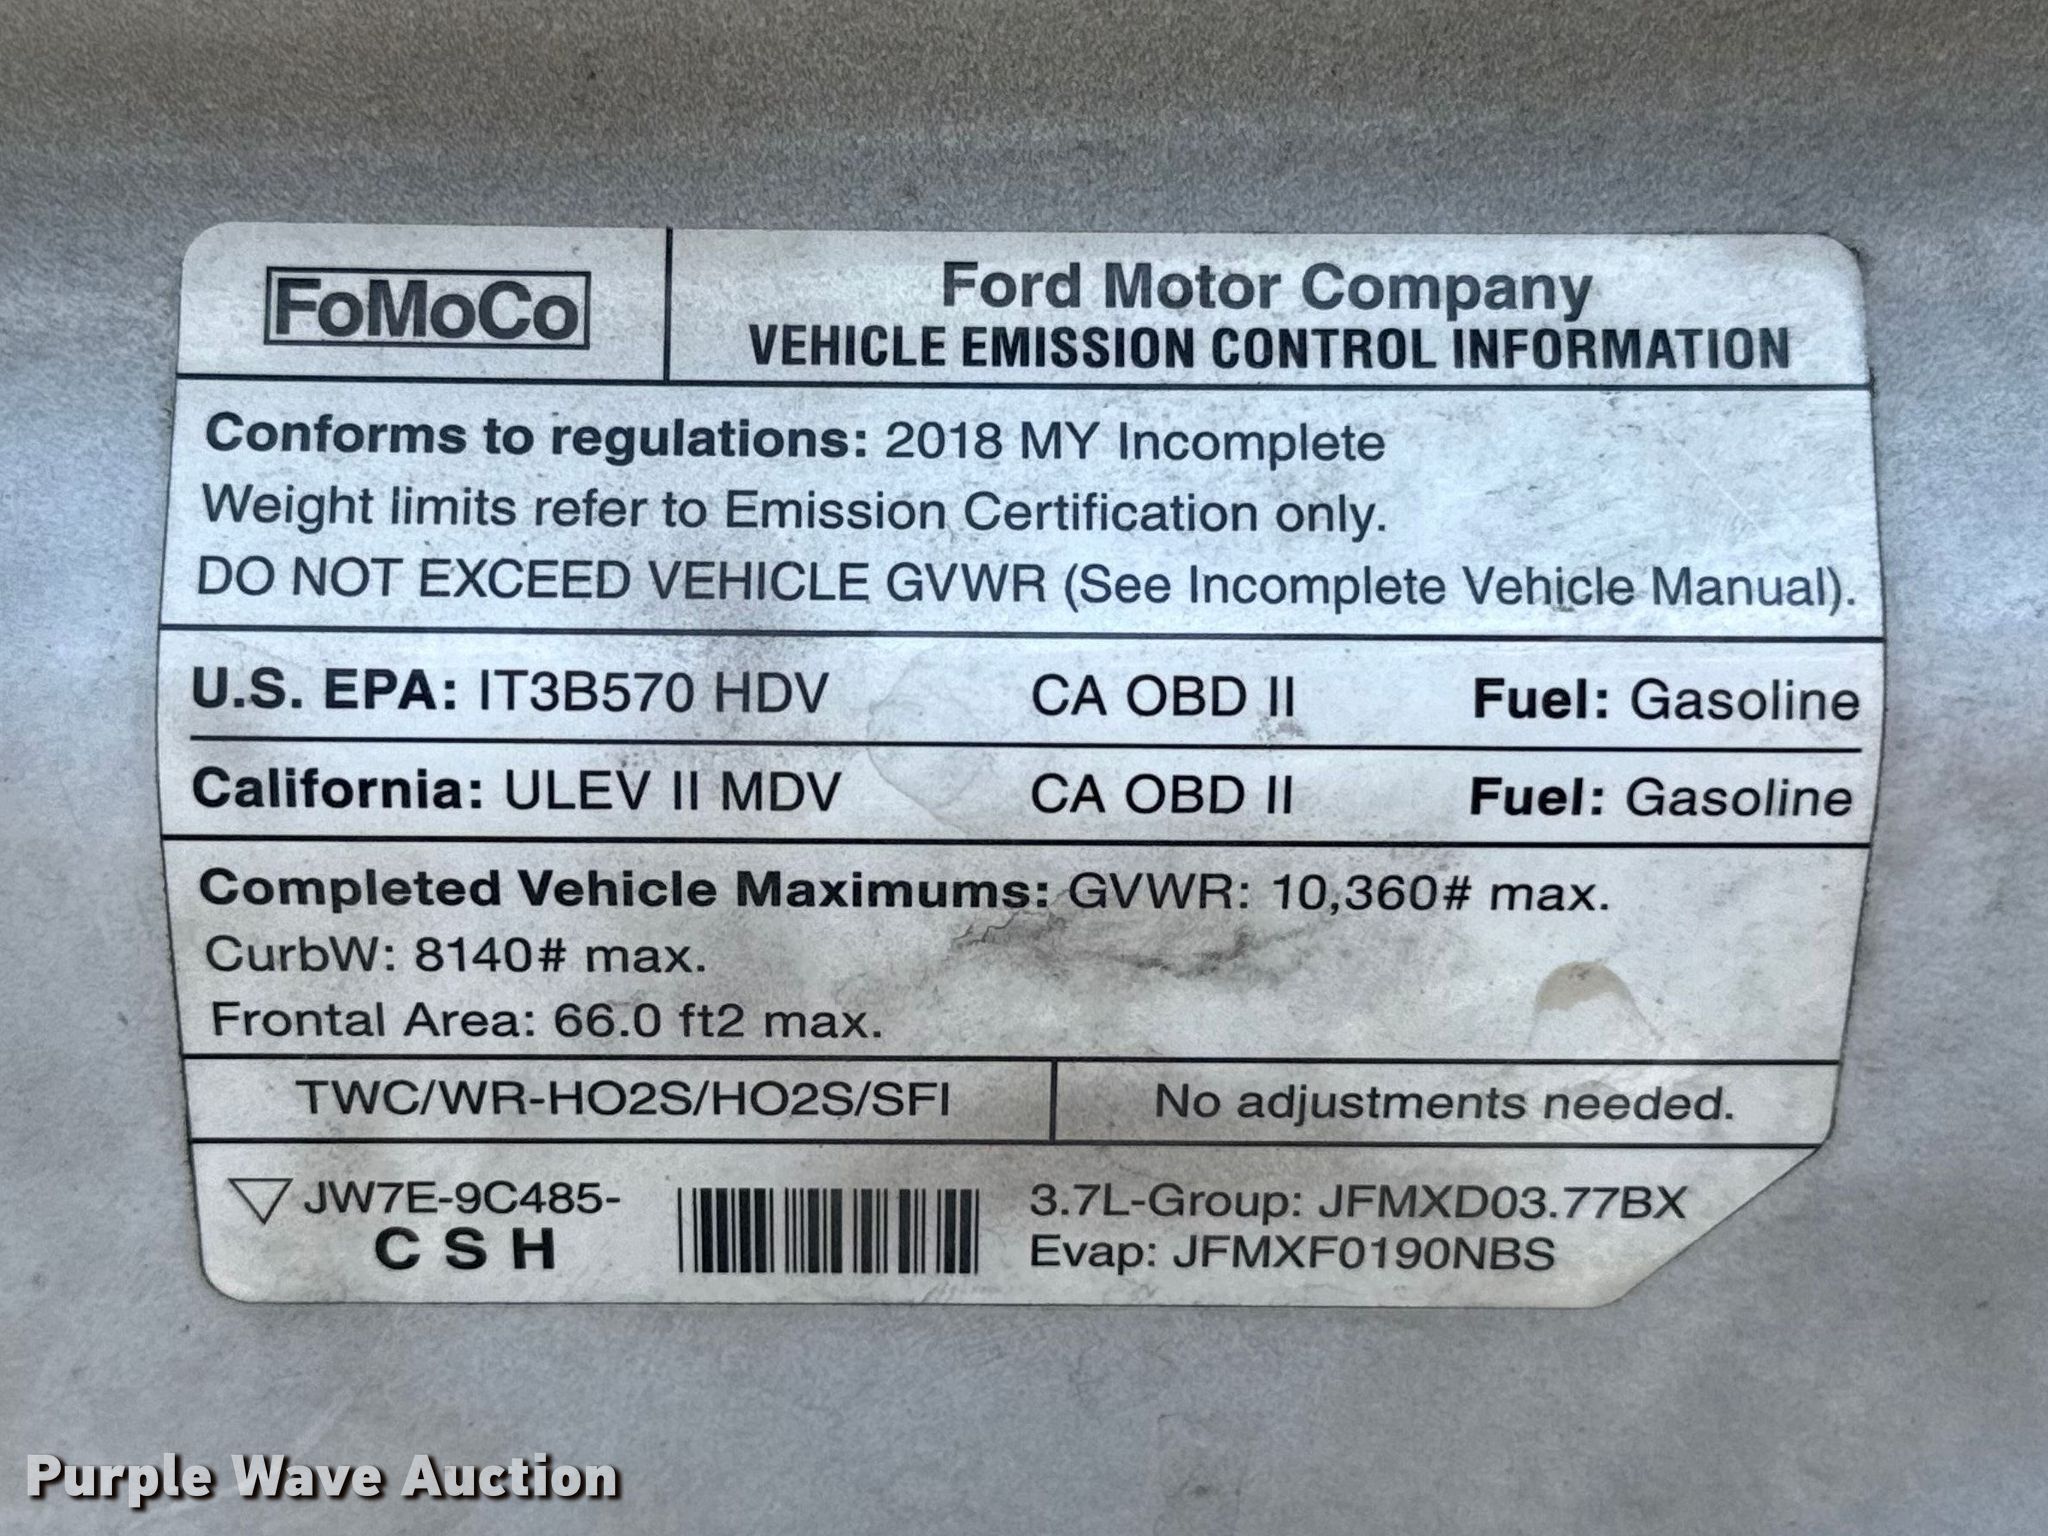 FoMoCo
Ford Motor Company
VEHICLE EMISSION CONTROL INFORMATION
Conforms to regulations: 2018 MY Incomplete
Weight limits refer to Emission Certification only.
DO NOT EXCEED VEHICLE GVWR (See Incomplete Vehicle Manual).
U.S. EPA: IT3B570 HDV CA OBD II Fuel: Gasoline
California: ULEV II MDV CA OBD II Fuel: Gasoline
Completed Vehicle Maximums: GVWR: 10,360# max.
CurbW: 8140# max.
Frontal Area: 66.0 ft2 max.
TWC/WR-HO2S/HO2S/SFI No adjustments needed.
JW7E-9C485-
C S H
3.7L-Group: JFMXD03.77BX
Evap: JFMXF0190NBS
Purple Wave Auction